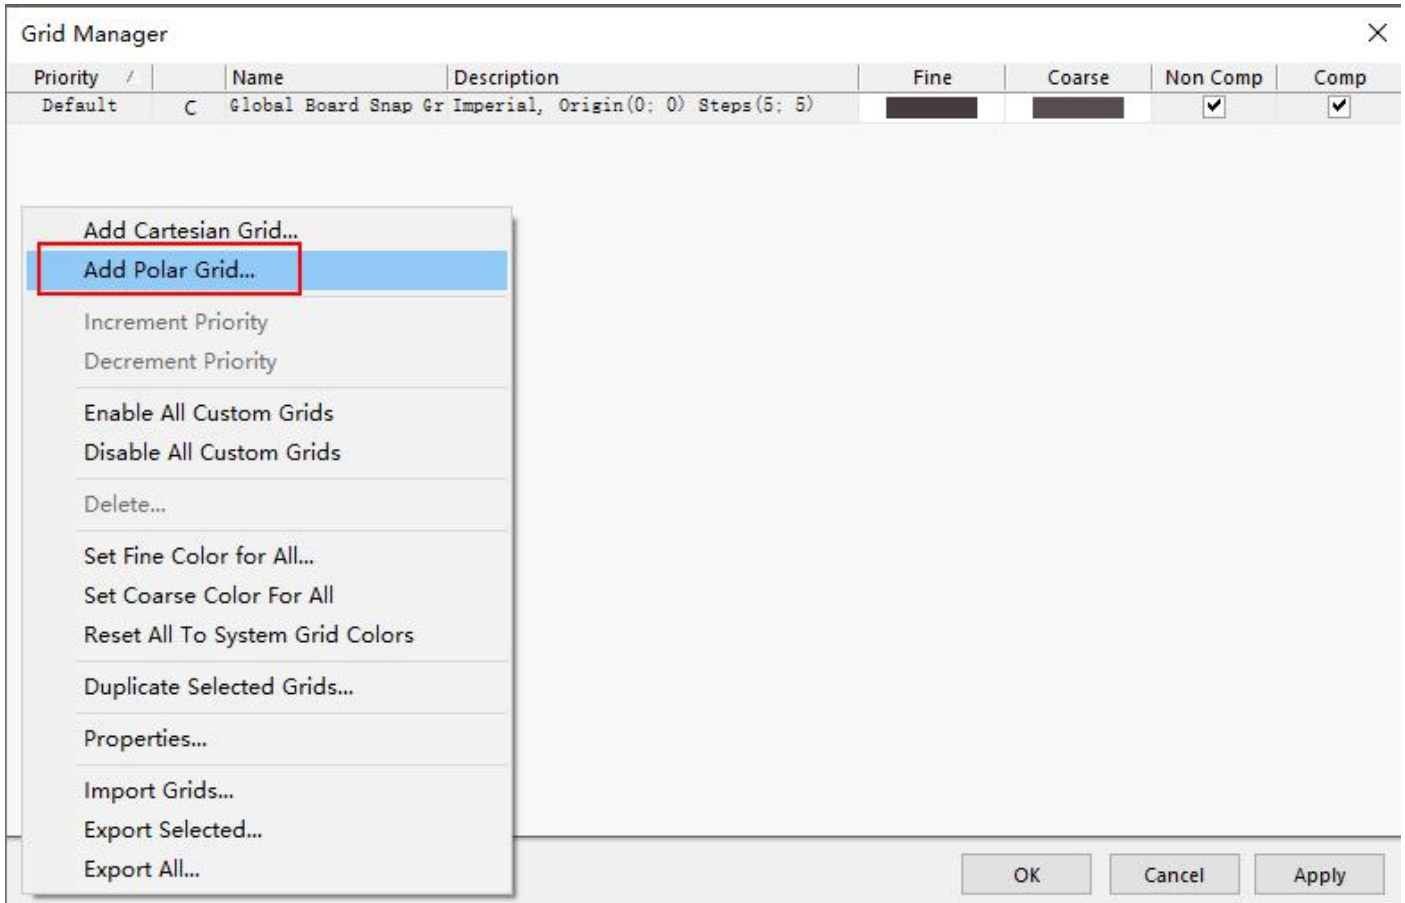 Grid Manager
Priority / Name Description Fine Coarse Non Comp Comp
Default C Global Board Snap Gr Imperial, Origin(0; 0) Steps(5; 5)
Add Cartesian Grid...
Add Polar Grid...
Increment Priority
Decrement Priority
Enable All Custom Grids
Disable All Custom Grids
Delete...
Set Fine Color for All...
Set Coarse Color For All
Reset All To System Grid Colors
Duplicate Selected Grids...
Properties...
Import Grids...
Export Selected...
Export All...
OK Cancel Apply